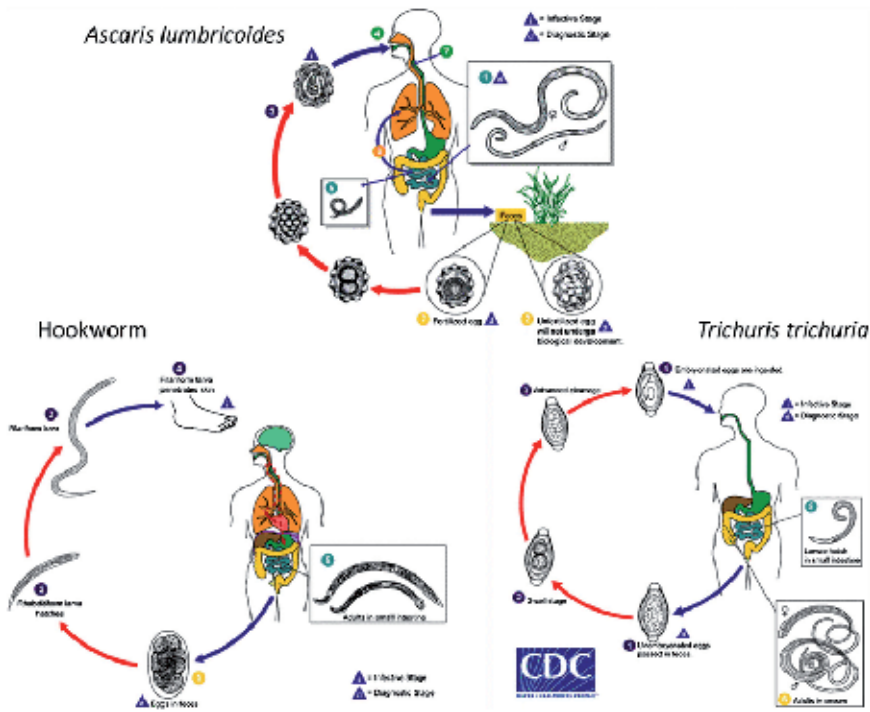 Ascaris lumbricoides
= Infective Stage
= Diagnostic Stage
Feces
Fertilized egg
Unfertilized egg
will not undergo
biological development.
Hookworm
Trichuris trichuria
Filariform larva
penetrates skin
Filariform larva
Rhabditiform larva
hatches
Adults in small intestine
Eggs in feces
= Infective Stage
= Diagnostic Stage
Embryonated eggs are ingested.
Advanced cleavage
= Infective Stage
= Diagnostic Stage
Larvae hatch
in small intestine
2-cell stage
Unembryonated eggs
passed in feces.
Adults in cecum
CDC